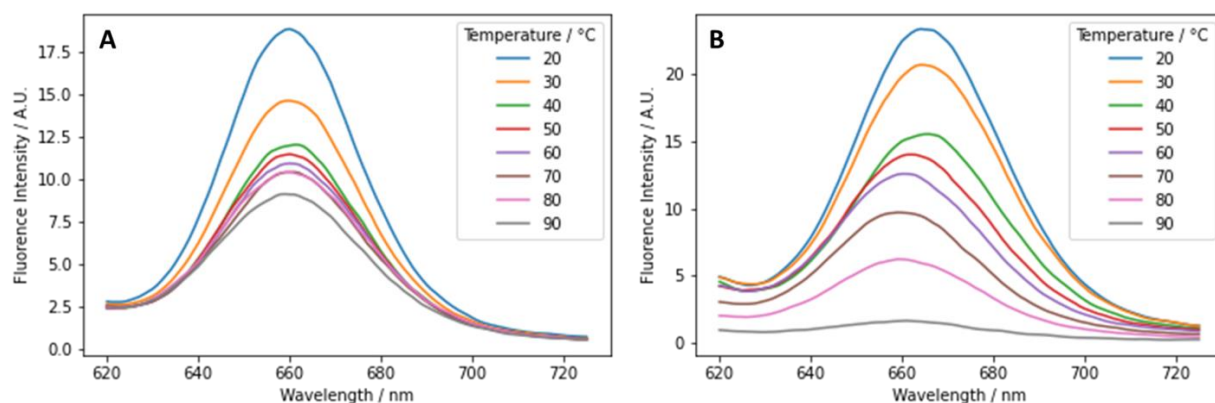 A
Temperature / °C
20
30
40
50
60
70
80
90
17.5
15.0
12.5
10.0
7.5
5.0
2.5
0.0
Fluorence Intensity / A.U.
620 640 660 680 700 720
Wavelength / nm
B
Temperature / °C
20
30
40
50
60
70
80
90
20
15
10
5
0
Fluorence Intensity / A.U.
620 640 660 680 700 720
Wavelength / nm